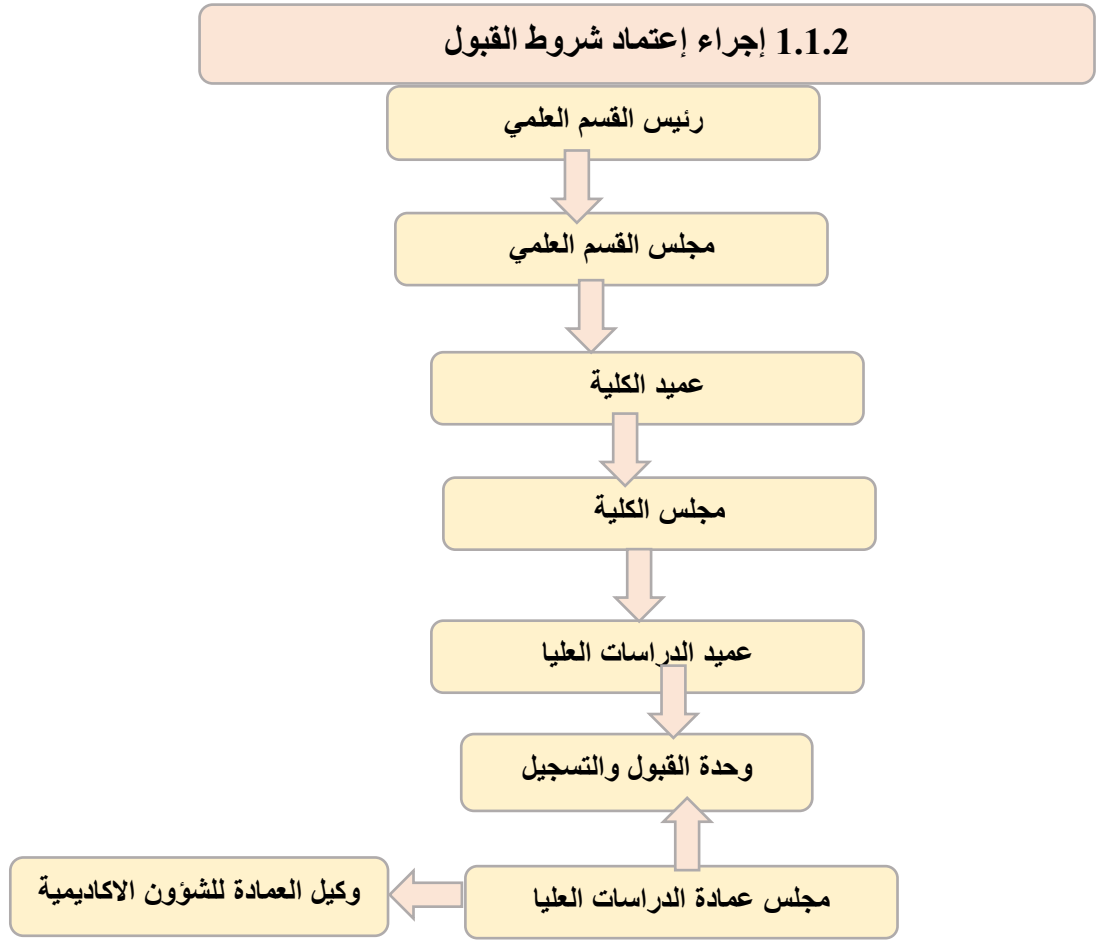 1.1.2 إجراء إعتماد شروط القبول
رئيس القسم العلمي
مجلس القسم العلمي
عميد الكلية
مجلس الكلية
عميد الدراسات العليا
وحدة القبول والتسجيل
مجلس عمادة الدراسات العليا
وكيل العمادة للشؤون الاكاديمية